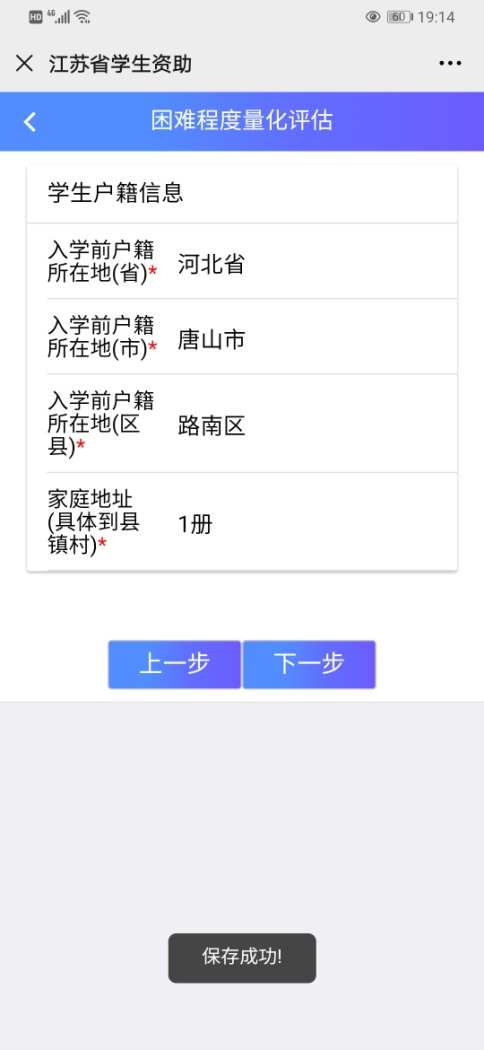 HD 4G 60 19:14
江苏省学生资助
困难程度量化评估
学生户籍信息
入学前户籍
所在地(省)*
河北省
入学前户籍
所在地(市)*
唐山市
入学前户籍
所在地(区
县)*
路南区
家庭地址
(具体到县
镇村)*
1册
上一步
下一步
保存成功!